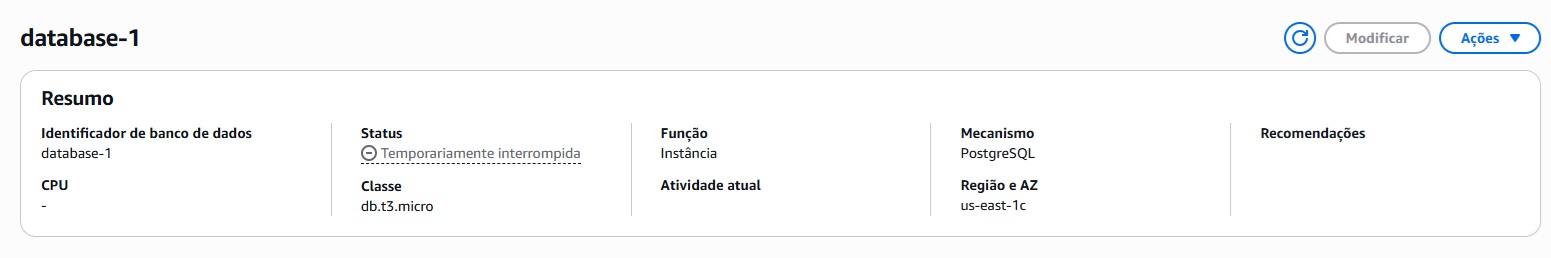 database-1
Modificar
Ações
Resumo
Identificador de banco de dados
database-1
CPU
-
Status
Temporariamente interrompida
Classe
db.t3.micro
Função
Instância
Atividade atual
Mecanismo
PostgreSQL
Região e AZ
us-east-1c
Recomendações